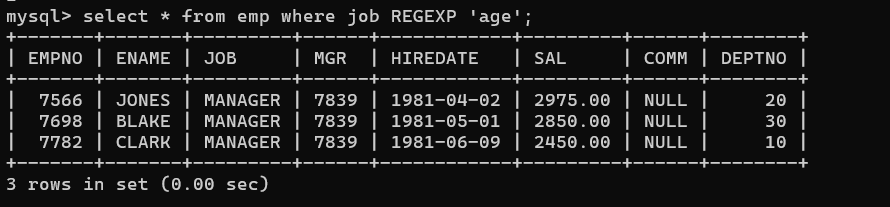 mysql> select * from emp where job REGEXP 'age';
+-------+-------+---------+------+------------+---------+------+--------+
| EMPNO | ENAME | JOB     | MGR  | HIREDATE   | SAL     | COMM | DEPTNO |
+-------+-------+---------+------+------------+---------+------+--------+
|  7566 | JONES | MANAGER | 7839 | 1981-04-02 | 2975.00 | NULL |     20 |
|  7698 | BLAKE | MANAGER | 7839 | 1981-05-01 | 2850.00 | NULL |     30 |
|  7782 | CLARK | MANAGER | 7839 | 1981-06-09 | 2450.00 | NULL |     10 |
+-------+-------+---------+------+------------+---------+------+--------+
3 rows in set (0.00 sec)